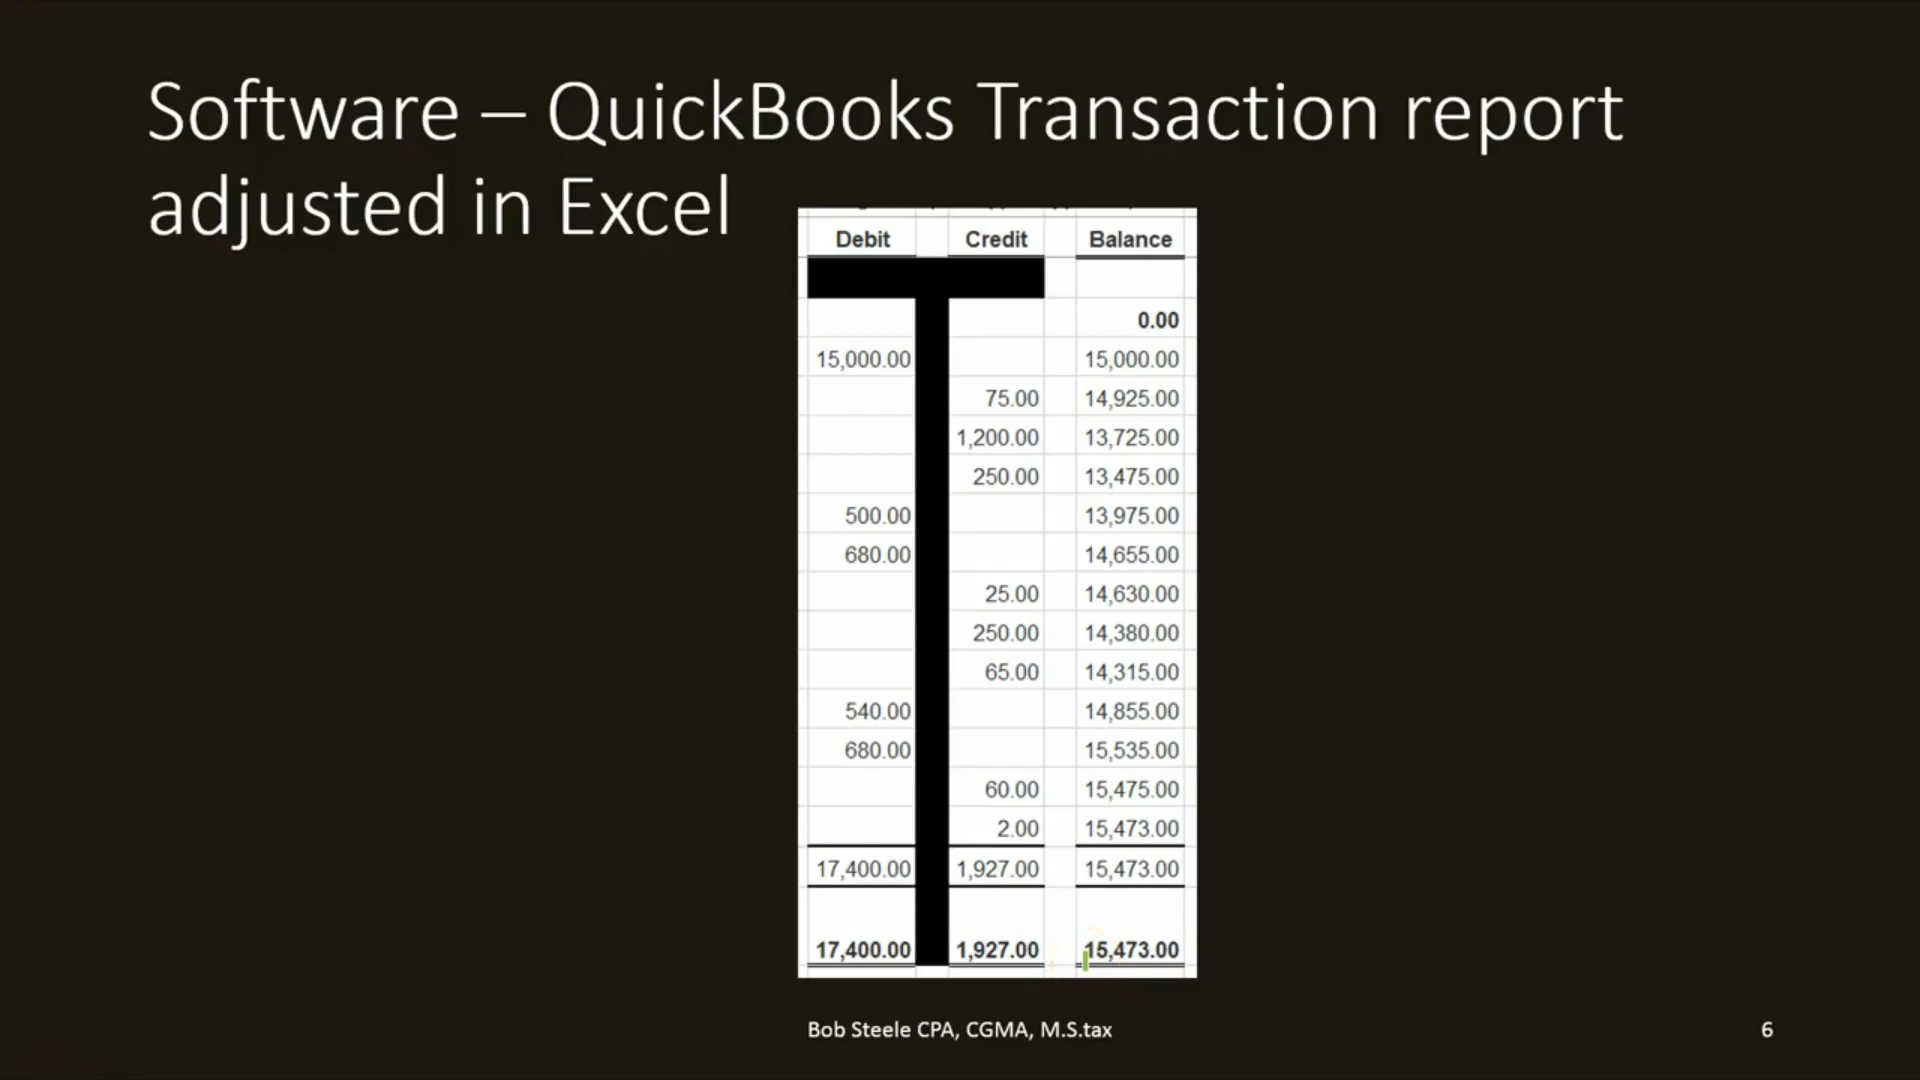 Software – QuickBooks Transaction report
adjusted in Excel
Debit Credit Balance
0.00
15,000.00 15,000.00
75.00 14,925.00
1,200.00 13,725.00
250.00 13,475.00
500.00 13,975.00
680.00 14,655.00
25.00 14,630.00
250.00 14,380.00
65.00 14,315.00
540.00 14,855.00
680.00 15,535.00
60.00 15,475.00
2.00 15,473.00
17,400.00 1,927.00 15,473.00
17,400.00 1,927.00 15,473.00
Bob Steele CPA, CGMA, M.S.tax
6